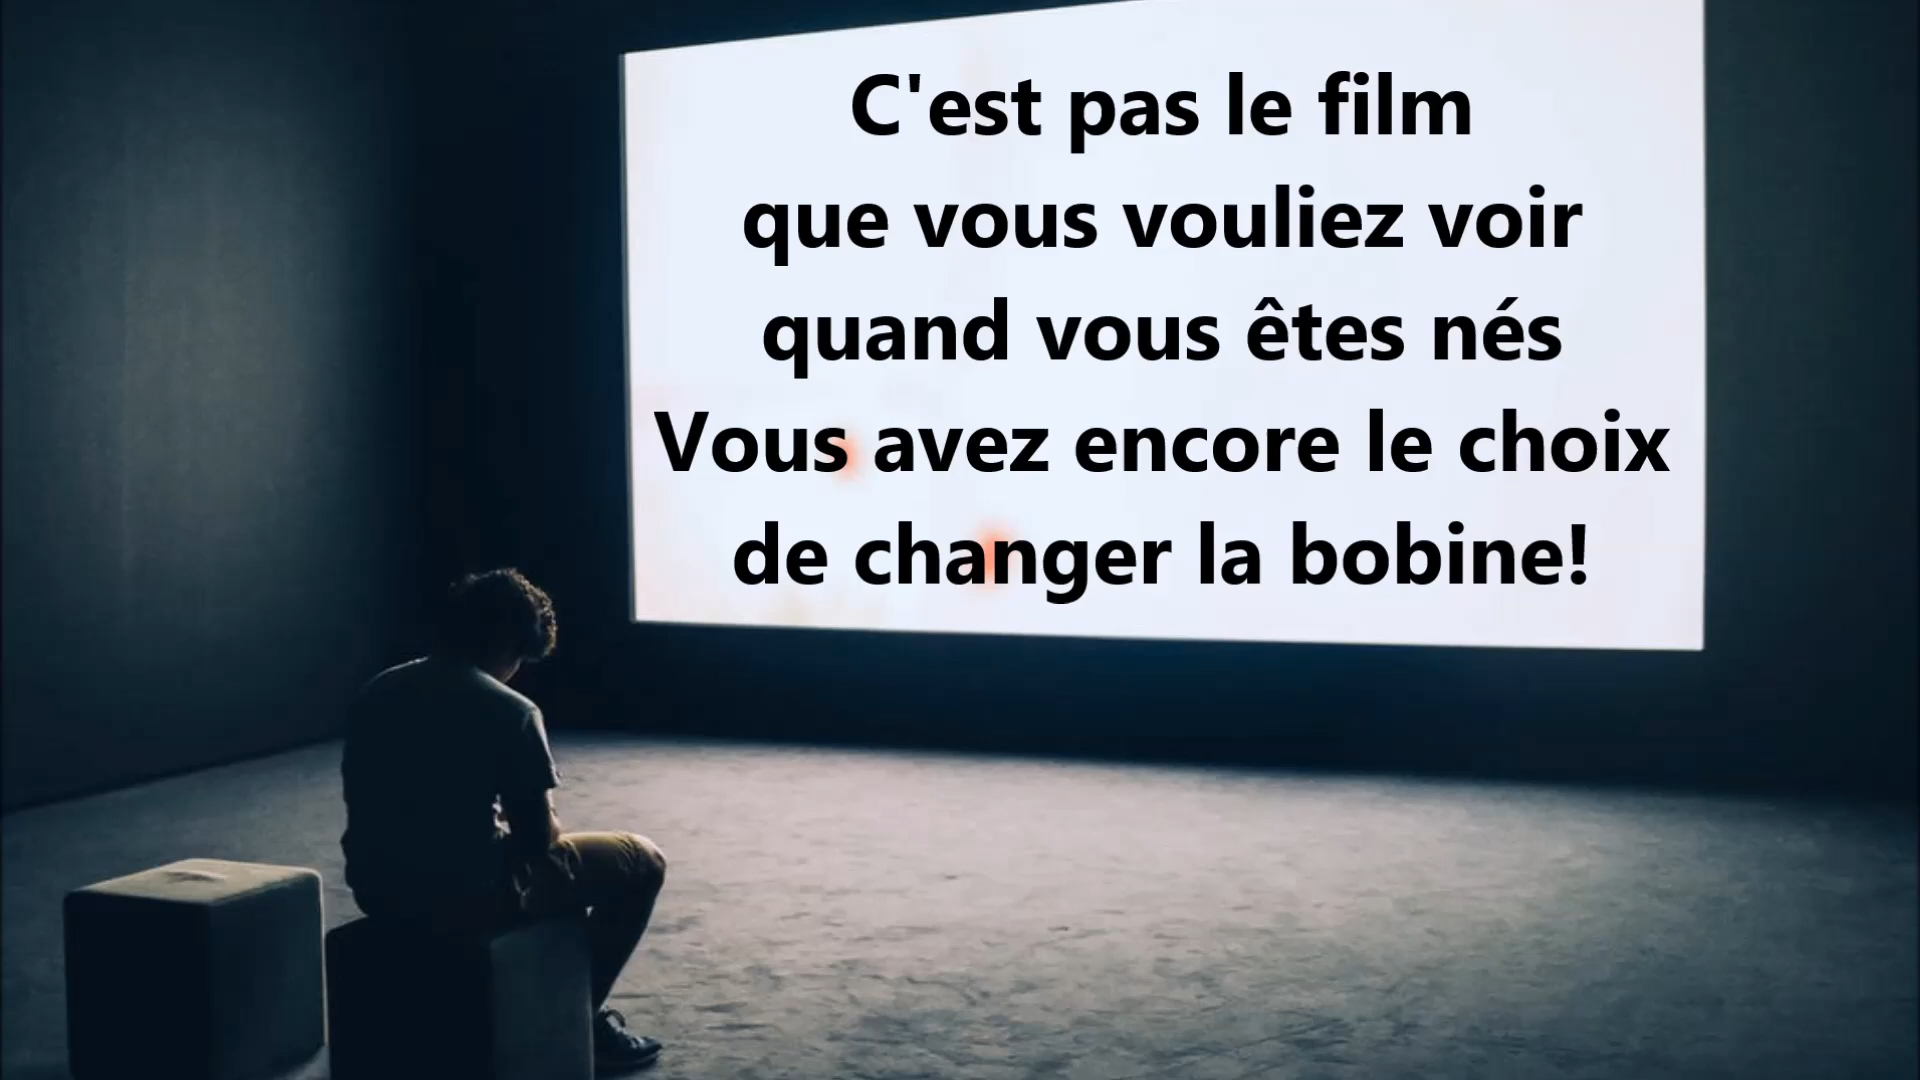 C'est pas le film
que vous vouliez voir
quand vous êtes nés
Vous avez encore le choix
de changer la bobine!